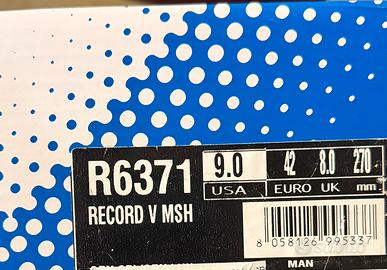 R6371 9.0 42 8.0 270
USA EURO UK mm
RECORD V MSH
8 058126 995337
MAN